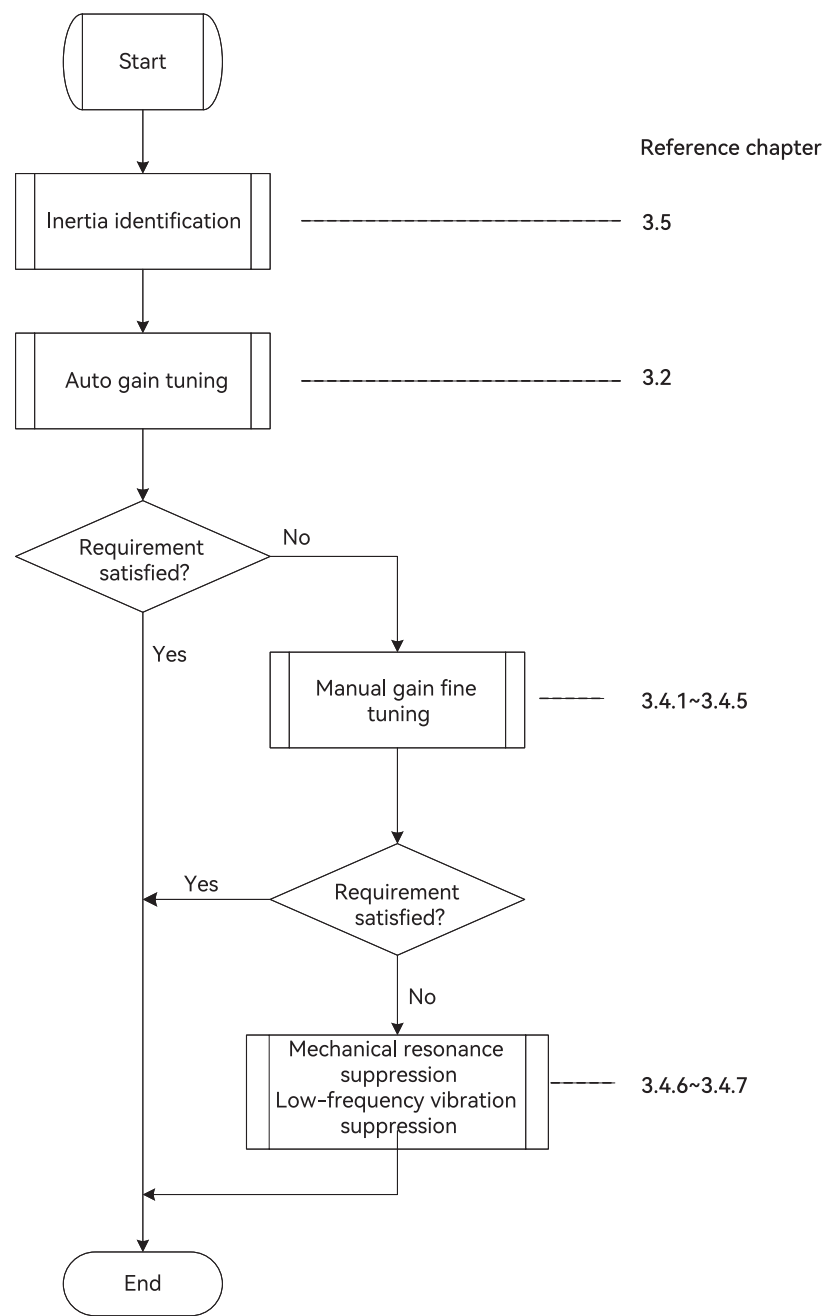 Start
Reference chapter
Inertia identification
3.5
Auto gain tuning
3.2
Requirement
satisfied?
No
Yes
Manual gain fine
tuning
3.4.1~3.4.5
Requirement
satisfied?
Yes
No
Mechanical resonance
suppression
Low-frequency vibration
suppression
3.4.6~3.4.7
End